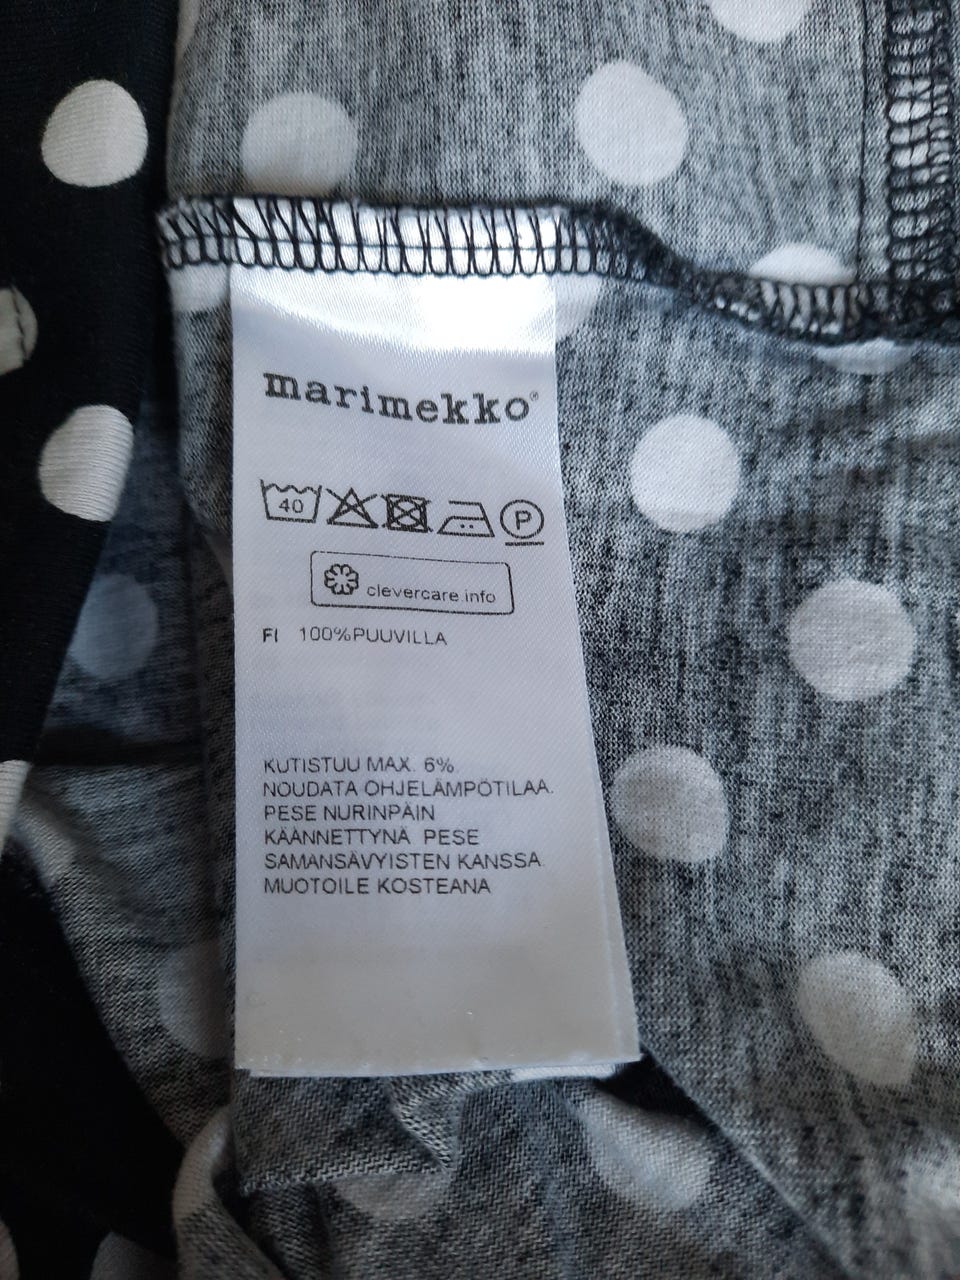 marimekko®
40 P
clevercare.info
FI 100%PUUVILLA
KUTISTUU MAX. 6%.
NOUDATA OHJELÄMPÖTILAA.
PESE NURINPÄIN
KÄÄNNETTYNÄ PESE
SAMANSÄVYISTEN KANSSA.
MUOTOILE KOSTEANA